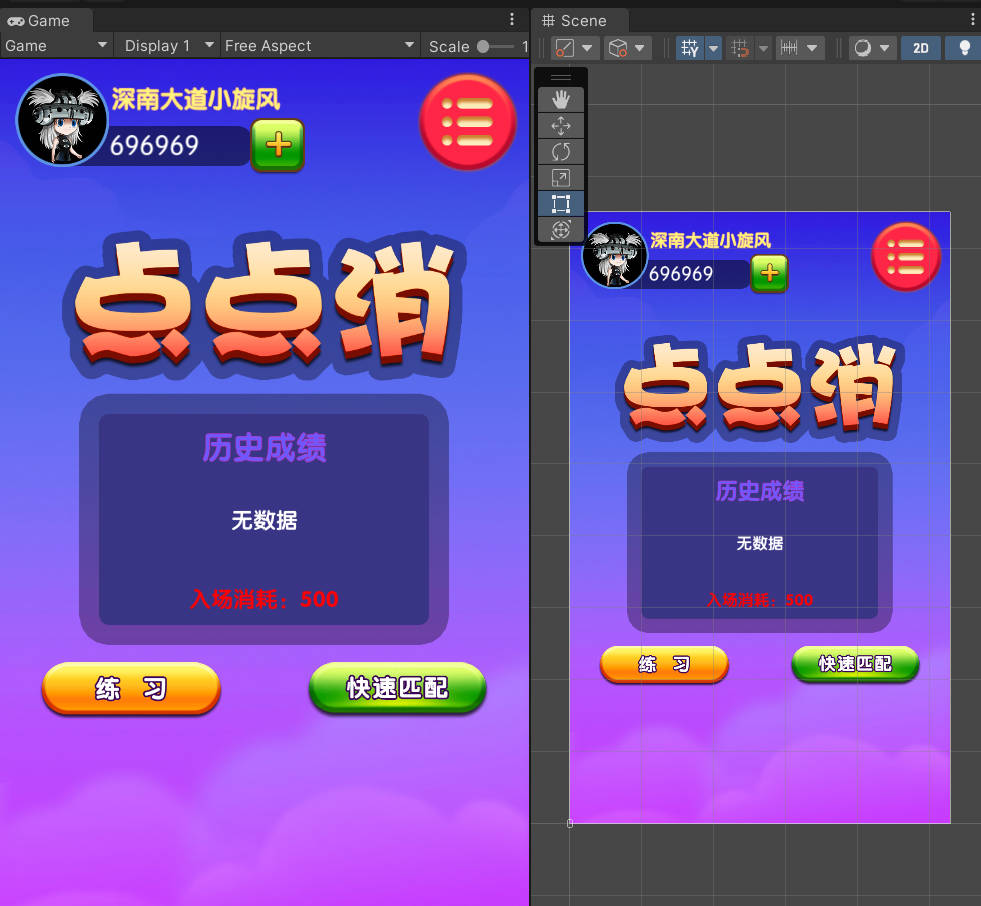 Game
Game
Display 1
Free Aspect
Scale
1
深南大道小旋风
696969
点点消
历史成绩
无数据
入场消耗：500
练 习
快速匹配
Scene
2D
深南大道小旋风
696969
点点消
历史成绩
无数据
入场消耗：500
练 习
快速匹配